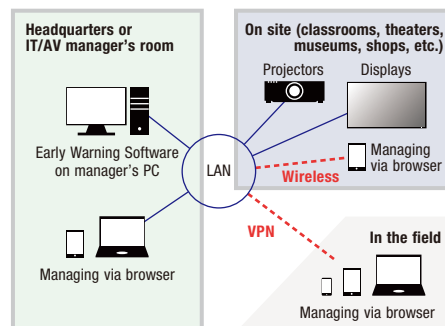 Headquarters or
IT/AV manager's room
Early Warning Software
on manager's PC
Managing via browser
LAN
On site (classrooms, theaters,
museums, shops, etc.)
Projectors
Displays
Managing
via browser
Wireless
VPN
In the field
Managing via browser